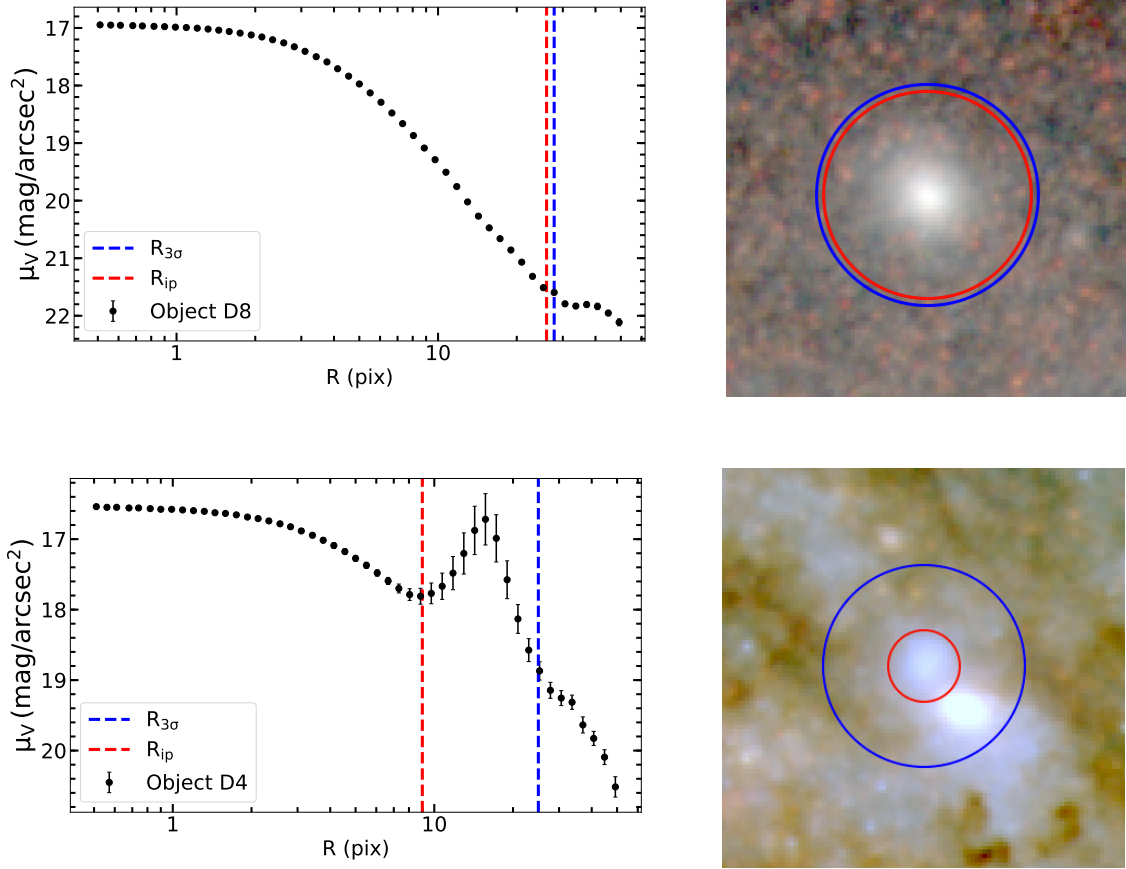 17
18
19
20
21
22
μV (mag/arcsec²)
R3σ
Rip
Object D8
1
10
R (pix)
17
18
19
20
μV (mag/arcsec²)
R3σ
Rip
Object D4
1
10
R (pix)